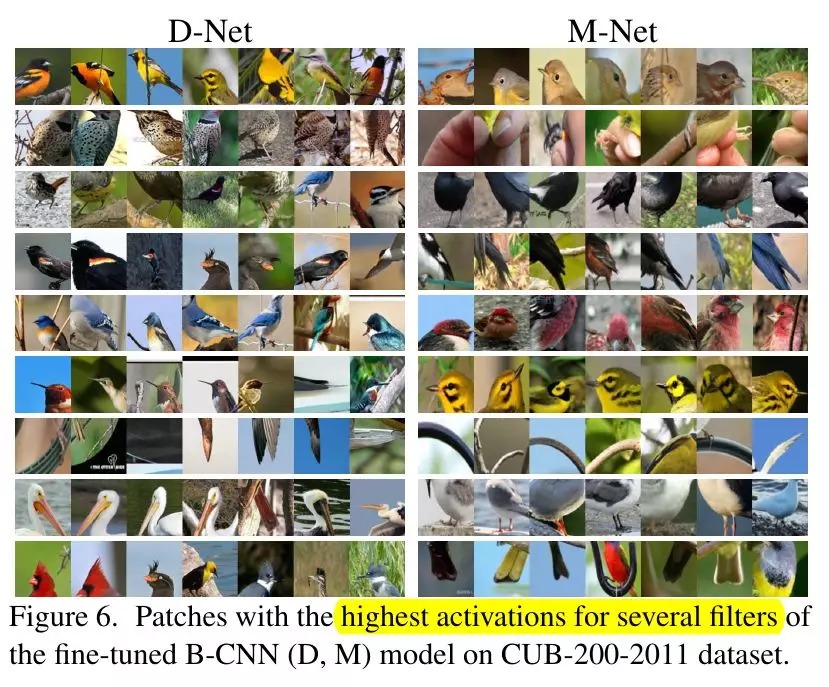 D-Net
M-Net
Figure 6. Patches with the highest activations for several filters of
the fine-tuned B-CNN (D, M) model on CUB-200-2011 dataset.